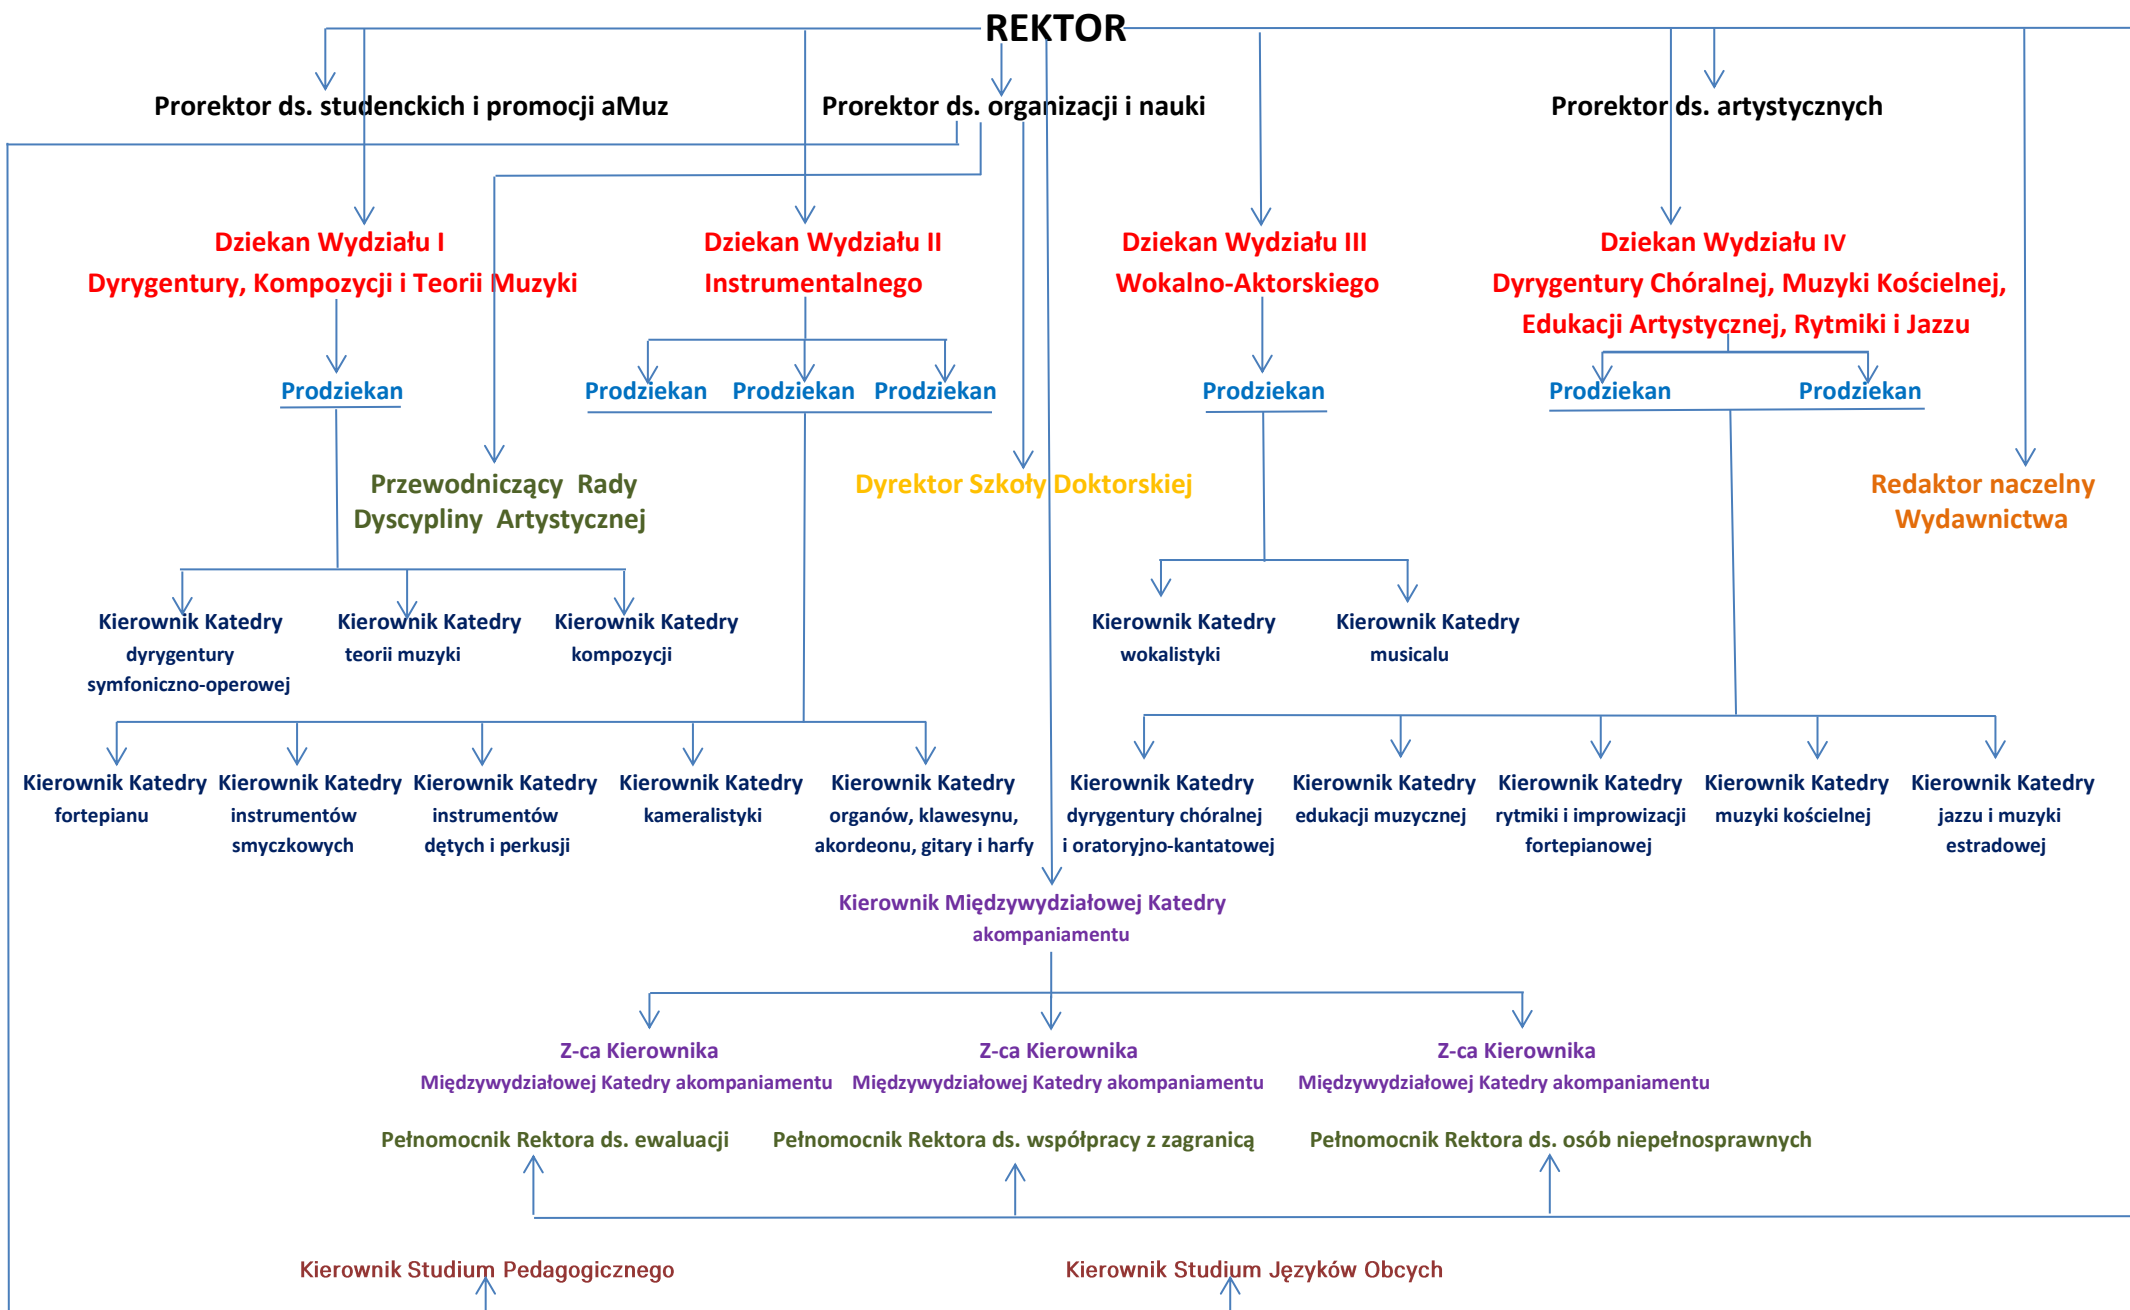 REKTOR
Prorektor ds. studenckich i promocji aMuz
Prorektor ds. organizacji i nauki
Prorektor ds. artystycznych
Dziekan Wydziału I
Dyrygentury, Kompozycji i Teorii Muzyki
Dziekan Wydziału II
Instrumentalnego
Dziekan Wydziału III
Wokalno-Aktorskiego
Dziekan Wydziału IV
Dyrygentury Chóralnej, Muzyki Kościelnej,
Edukacji Artystycznej, Rytmiki i Jazzu
Prodziekan
Prodziekan
Prodziekan
Prodziekan
Prodziekan
Prodziekan
Prodziekan
Przewodniczący Rady
Dyscypliny Artystycznej
Dyrektor Szkoły Doktorskiej
Redaktor naczelny
Wydawnictwa
Kierownik Katedry
dyrygentury
symfoniczno-operowej
Kierownik Katedry
teorii muzyki
Kierownik Katedry
kompozycji
Kierownik Katedry
wokalistyki
Kierownik Katedry
musicalu
Kierownik Katedry
fortepianu
Kierownik Katedry
instrumentów
smyczkowych
Kierownik Katedry
instrumentów
dętych i perkusji
Kierownik Katedry
kameralistyki
Kierownik Katedry
organów, klawesynu,
akordeonu, gitary i harfy
Kierownik Katedry
dyrygentury chóralnej
i oratoryjno-kantatowej
Kierownik Katedry
edukacji muzycznej
Kierownik Katedry
rytmiki i improwizacji
fortepianowej
Kierownik Katedry
muzyki kościelnej
Kierownik Katedry
jazzu i muzyki
estradowej
Kierownik Międzywydziałowej Katedry
akompaniamentu
Z-ca Kierownika
Międzywydziałowej Katedry akompaniamentu
Z-ca Kierownika
Międzywydziałowej Katedry akompaniamentu
Z-ca Kierownika
Międzywydziałowej Katedry akompaniamentu
Pełnomocnik Rektora ds. ewaluacji
Pełnomocnik Rektora ds. współpracy z zagranicą
Pełnomocnik Rektora ds. osób niepełnosprawnych
Kierownik Studium Pedagogicznego
Kierownik Studium Języków Obcych